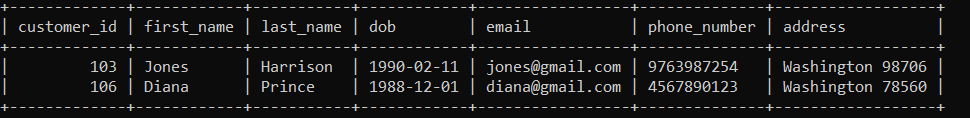 +-------------+------------+-----------+------------+-----------------+--------------+------------------+
| customer_id | first_name | last_name | dob        | email           | phone_number | address          |
+-------------+------------+-----------+------------+-----------------+--------------+------------------+
|         103 | Jones      | Harrison  | 1990-02-11 | jones@gmail.com | 9763987254   | Washington 98706 |
|         106 | Diana      | Prince    | 1988-12-01 | diana@gmail.com | 4567890123   | Washington 78560 |
+-------------+------------+-----------+------------+-----------------+--------------+------------------+